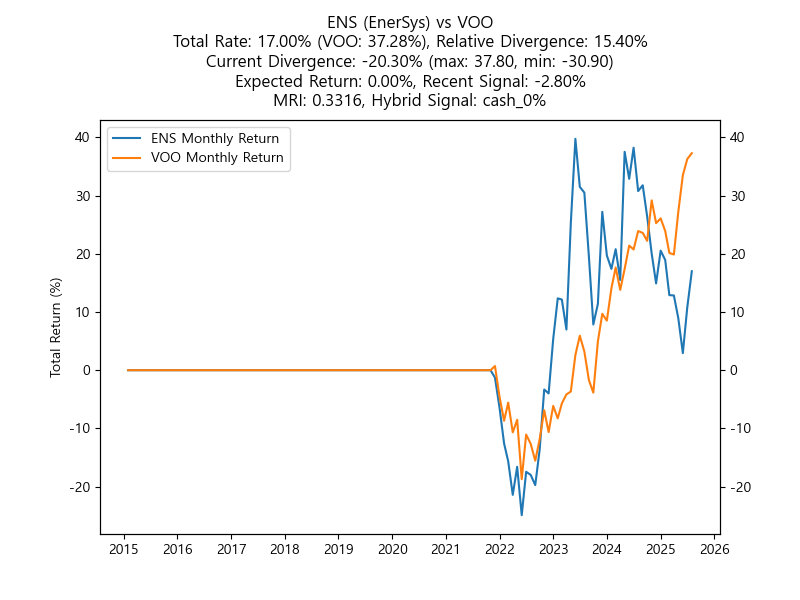 ENS (EnerSys) vs VOO
Total Rate: 17.00% (VOO: 37.28%), Relative Divergence: 15.40%
Current Divergence: -20.30% (max: 37.80, min: -30.90)
Expected Return: 0.00%, Recent Signal: -2.80%
MRI: 0.3316, Hybrid Signal: cash_0%
ENS Monthly Return
VOO Monthly Return
Total Return (%)
40
30
20
10
0
-10
-20
40
30
20
10
0
-10
-20
2015 2016 2017 2018 2019 2020 2021 2022 2023 2024 2025 2026